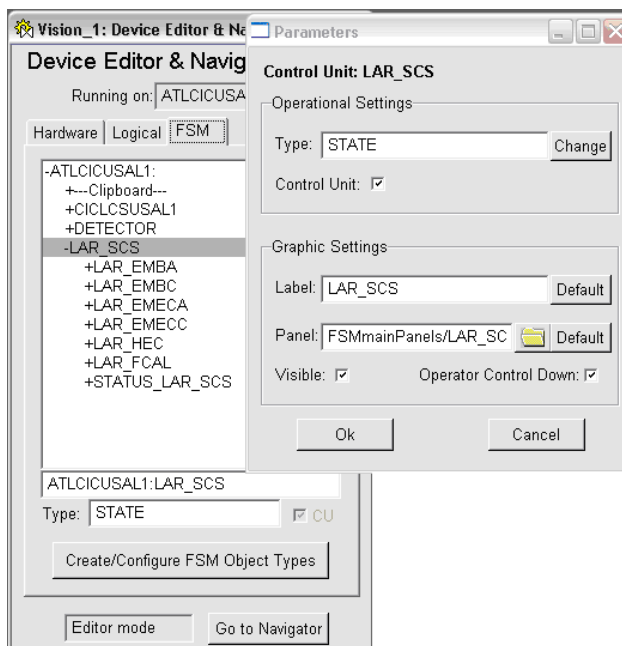 Vision_1: Device Editor & Na
Device Editor & Navig
Running on: ATLCICUSA
Hardware Logical FSM
-ATLCICUSAL1:
+---Clipboard---
+CICLCSUSAL1
+DETECTOR
-LAR_SCS
+LAR_EMBA
+LAR_EMBC
+LAR_EMECA
+LAR_EMECC
+LAR_HEC
+LAR_FCAL
+STATUS_LAR_SCS
ATLCICUSAL1:LAR_SCS
Type: STATE CU
Create/Configure FSM Object Types
Editor mode Go to Navigator
Parameters
Control Unit: LAR_SCS
Operational Settings
Type: STATE Change
Control Unit:
Graphic Settings
Label: LAR_SCS Default
Panel: FSMmainPanels/LAR_SC Default
Visible: Operator Control Down:
Ok Cancel